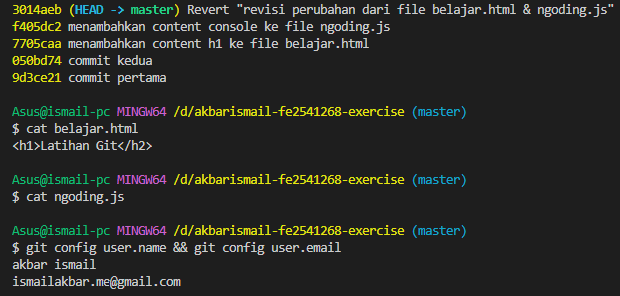 3014aeb (HEAD -> master) Revert "revisi perubahan dari file belajar.html & ngoding.js"
f405dc2 menambahkan content console ke file ngoding.js
7705caa menambahkan content h1 ke file belajar.html
050bd74 commit kedua
9d3ce21 commit pertama
Asus@ismail-pc MINGW64 /d/akbarismail-fe2541268-exercise (master)
$ cat belajar.html
<h1>Latihan Git</h2>
Asus@ismail-pc MINGW64 /d/akbarismail-fe2541268-exercise (master)
$ cat ngoding.js
Asus@ismail-pc MINGW64 /d/akbarismail-fe2541268-exercise (master)
$ git config user.name && git config user.email
akbar ismail
ismailakbar.me@gmail.com